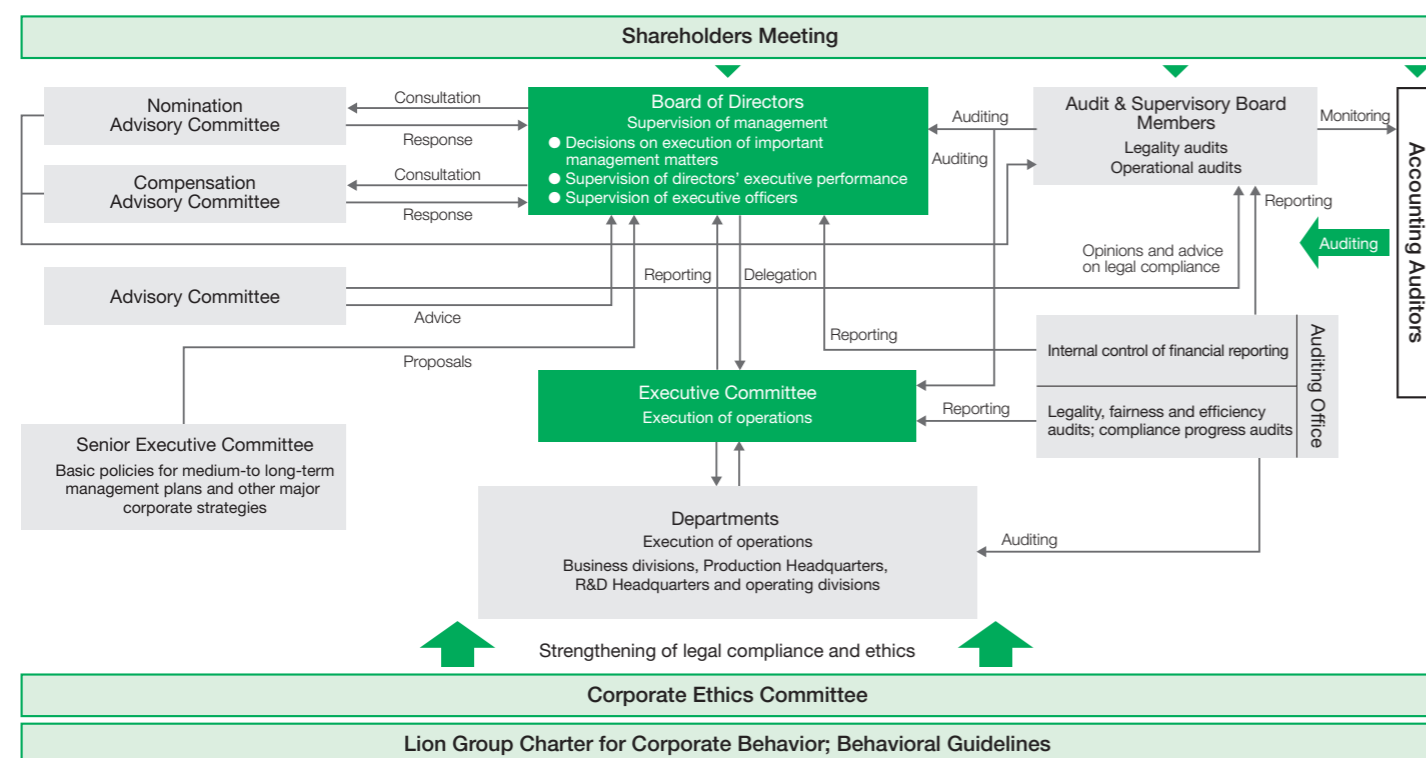 Shareholders Meeting
Nomination
Advisory Committee
Consultation
Response
Compensation
Advisory Committee
Consultation
Response
Board of Directors
Supervision of management
● Decisions on execution of important
management matters
● Supervision of directors' executive performance
● Supervision of executive officers
Auditing
Auditing
Audit & Supervisory Board
Members
Legality audits
Operational audits
Monitoring
Accounting Auditors
Reporting
Auditing
Opinions and advice
on legal compliance
Advisory Committee
Advice
Reporting
Delegation
Proposals
Reporting
Internal control of financial reporting
Legality, fairness and efficiency
audits; compliance progress audits
Auditing Office
Executive Committee
Execution of operations
Reporting
Senior Executive Committee
Basic policies for medium-to long-term
management plans and other major
corporate strategies
Departments
Execution of operations
Business divisions, Production Headquarters,
R&D Headquarters and operating divisions
Auditing
Strengthening of legal compliance and ethics
Corporate Ethics Committee
Lion Group Charter for Corporate Behavior; Behavioral Guidelines